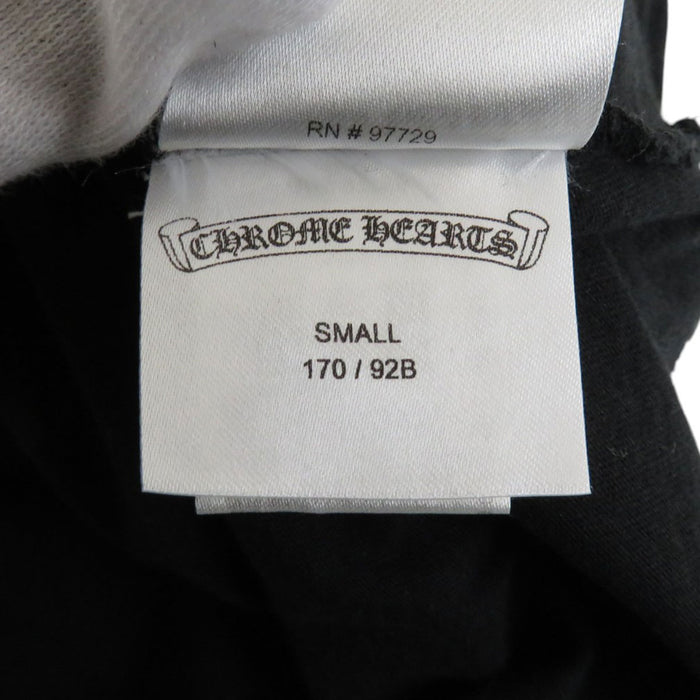 RN # 97729
CHROME HEARTS
SMALL
170 / 92B